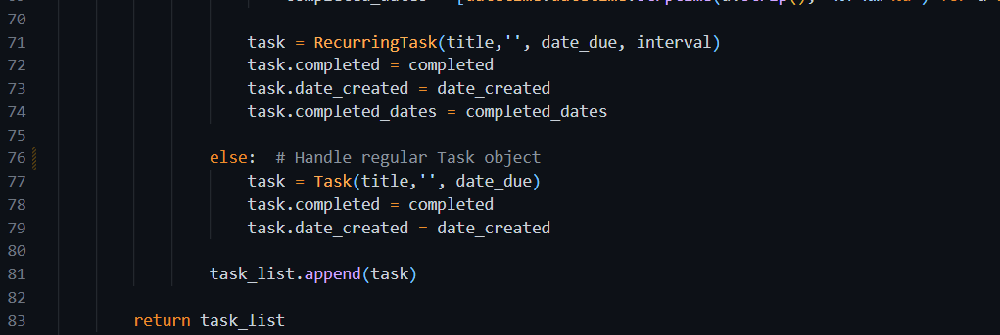 70
71 task = RecurringTask(title,'', date_due, interval)
72 task.completed = completed
73 task.date_created = date_created
74 task.completed_dates = completed_dates
75
76 else:  # Handle regular Task object
77 task = Task(title,'', date_due)
78 task.completed = completed
79 task.date_created = date_created
80
81 task_list.append(task)
82
83 return task_list